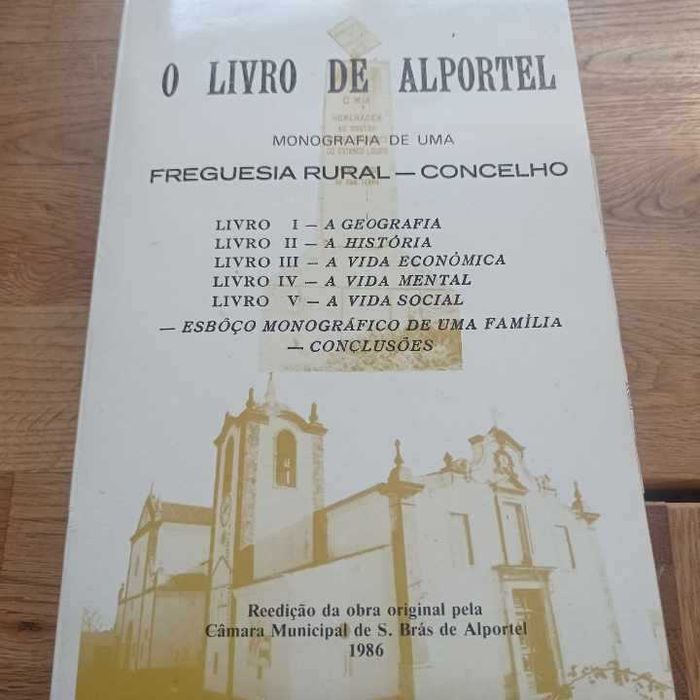 O LIVRO DE ALPORTEL
HOMENAGEM
MONOGRAFIA DE UMA
FREGUESIA RURAL — CONCELHO
LIVRO I – A GEOGRAFIA
LIVRO II – A HISTÓRIA
LIVRO III – A VIDA ECONÓMICA
LIVRO IV – A VIDA MENTAL
LIVRO V – A VIDA SOCIAL
— ESBÔÇO MONOGRÁFICO DE UMA FAMÍLIA
— CONCLUSÕES
Reedição da obra original pela
Câmara Municipal de S. Brás de Alportel
1986